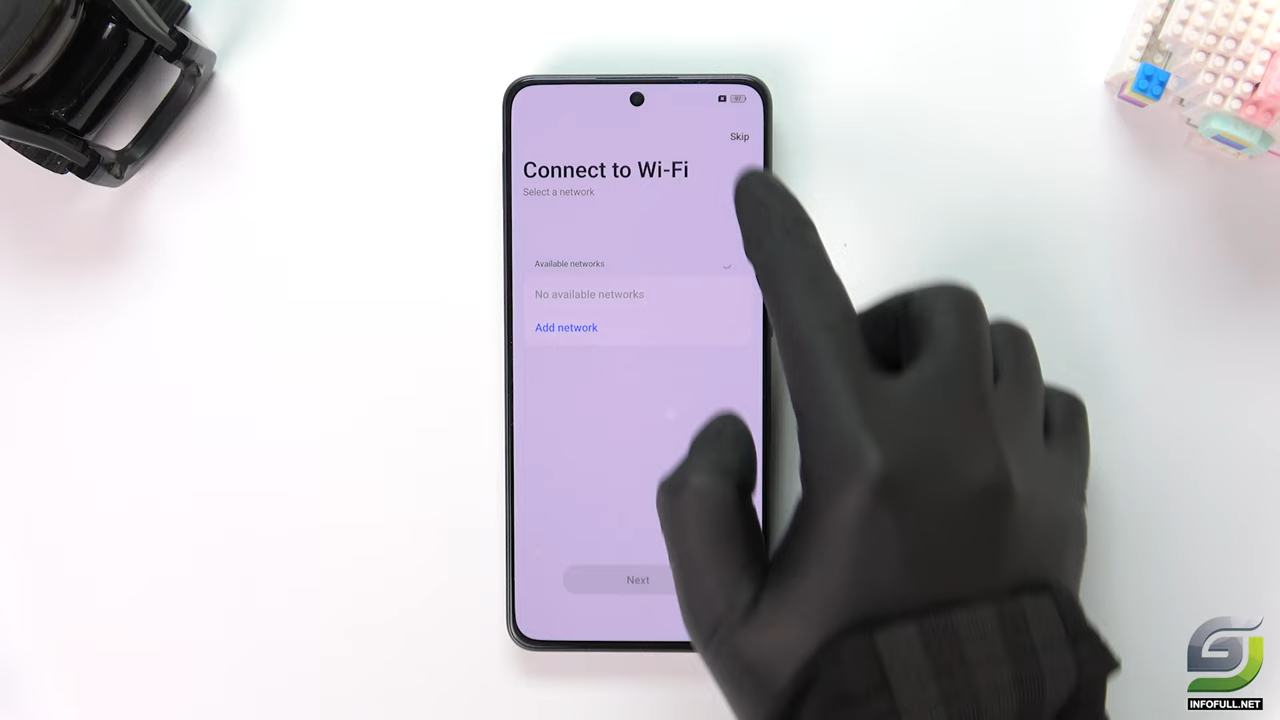 Skip
Connect to Wi-Fi
Select a network
Available networks
No available networks
Add network
Next
INFOFULL.NET